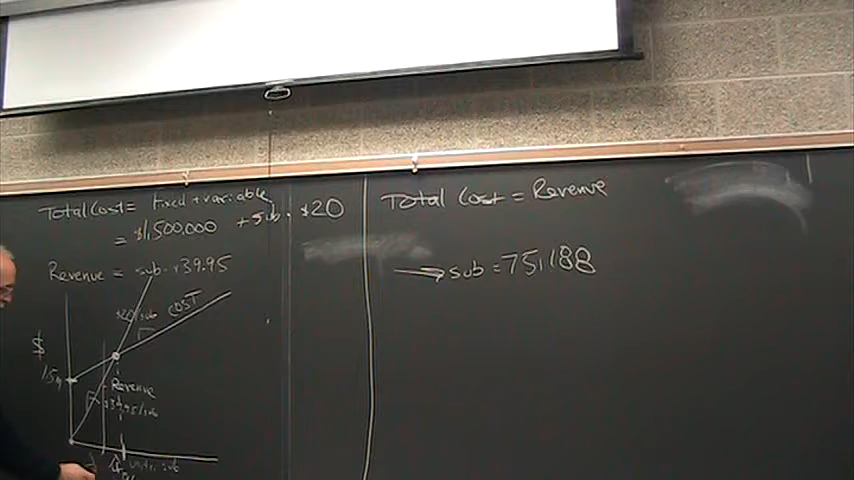 Total Cost = fixed + variable
= $1,500,000 + sub. $20
Revenue = sub. $39.95
$20/sub COST
$
1.5M
Revenue
$39.95/sub
Total Cost = Revenue
→ sub = 75,188